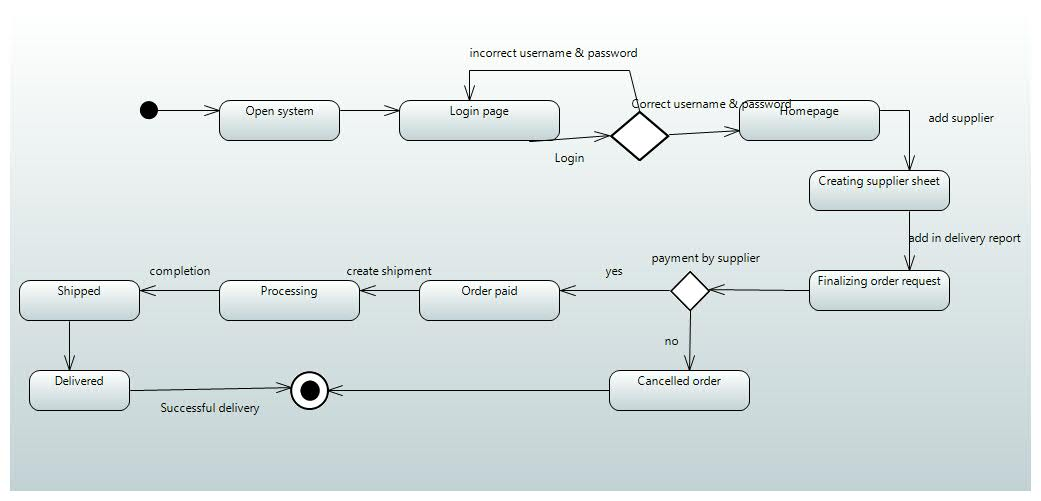 incorrect username & password
Correct username & password
Open system
Login page
Homepage
add supplier
Login
Creating supplier sheet
add in delivery report
payment by supplier
completion
create shipment
yes
Shipped
Processing
Order paid
Finalizing order request
no
Delivered
Cancelled order
Successful delivery